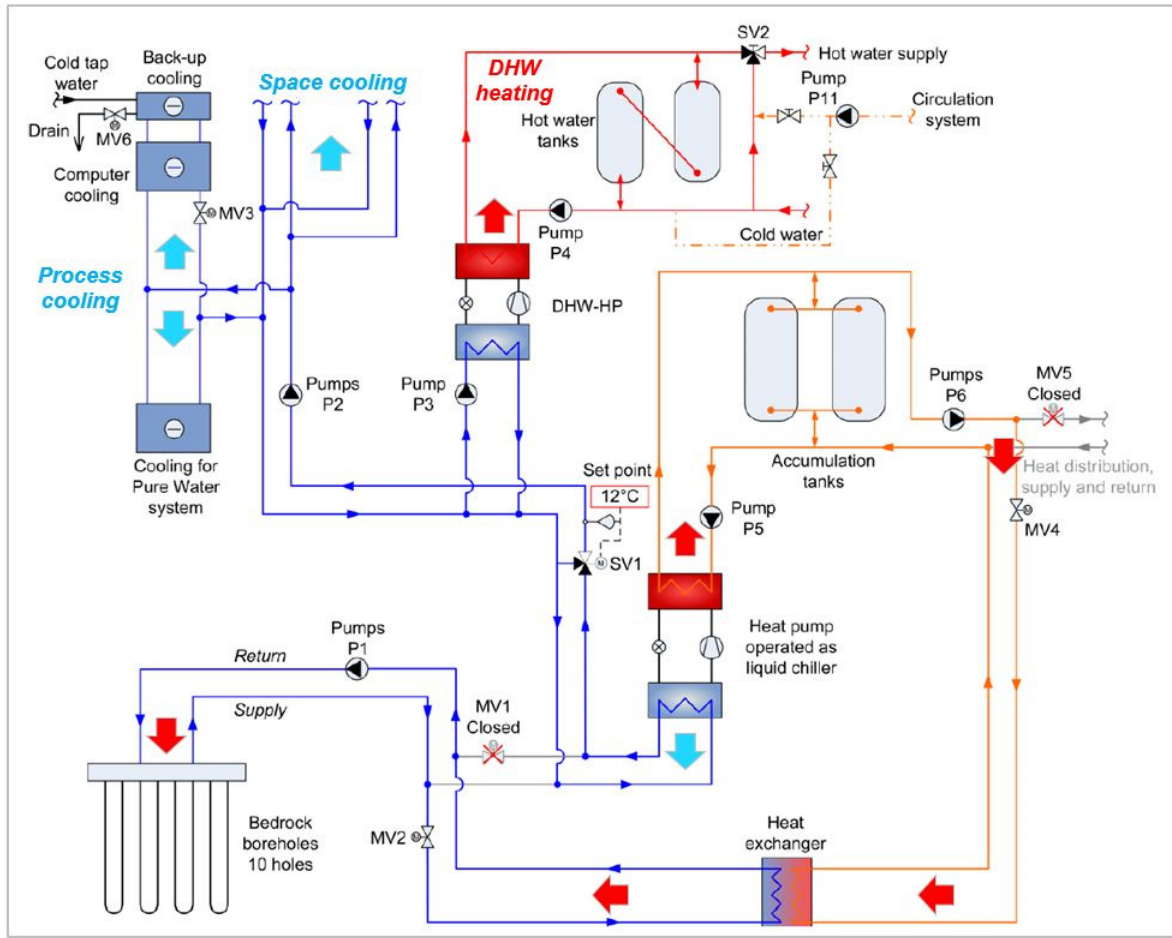 Back-up
cooling
Cold tap
water
Drain
MV6
Computer
cooling
MV3
Process
cooling
Cooling for
Pure Water
system
Space cooling
Pumps
P2
DHW
heating
Hot water
tanks
SV2
Hot water supply
Pump
P11
Circulation
system
Pump
P4
Cold water
DHW-HP
Pump
P3
Set point
12°C
M
SV1
Accumulation
tanks
Pumps
P6
MV5
Closed
Heat distribution,
supply and return
MV4
Pump
P5
Heat pump
operated as
liquid chiller
Pumps
P1
Return
Supply
MV1
Closed
MV2
Bedrock
boreholes
10 holes
Heat
exchanger